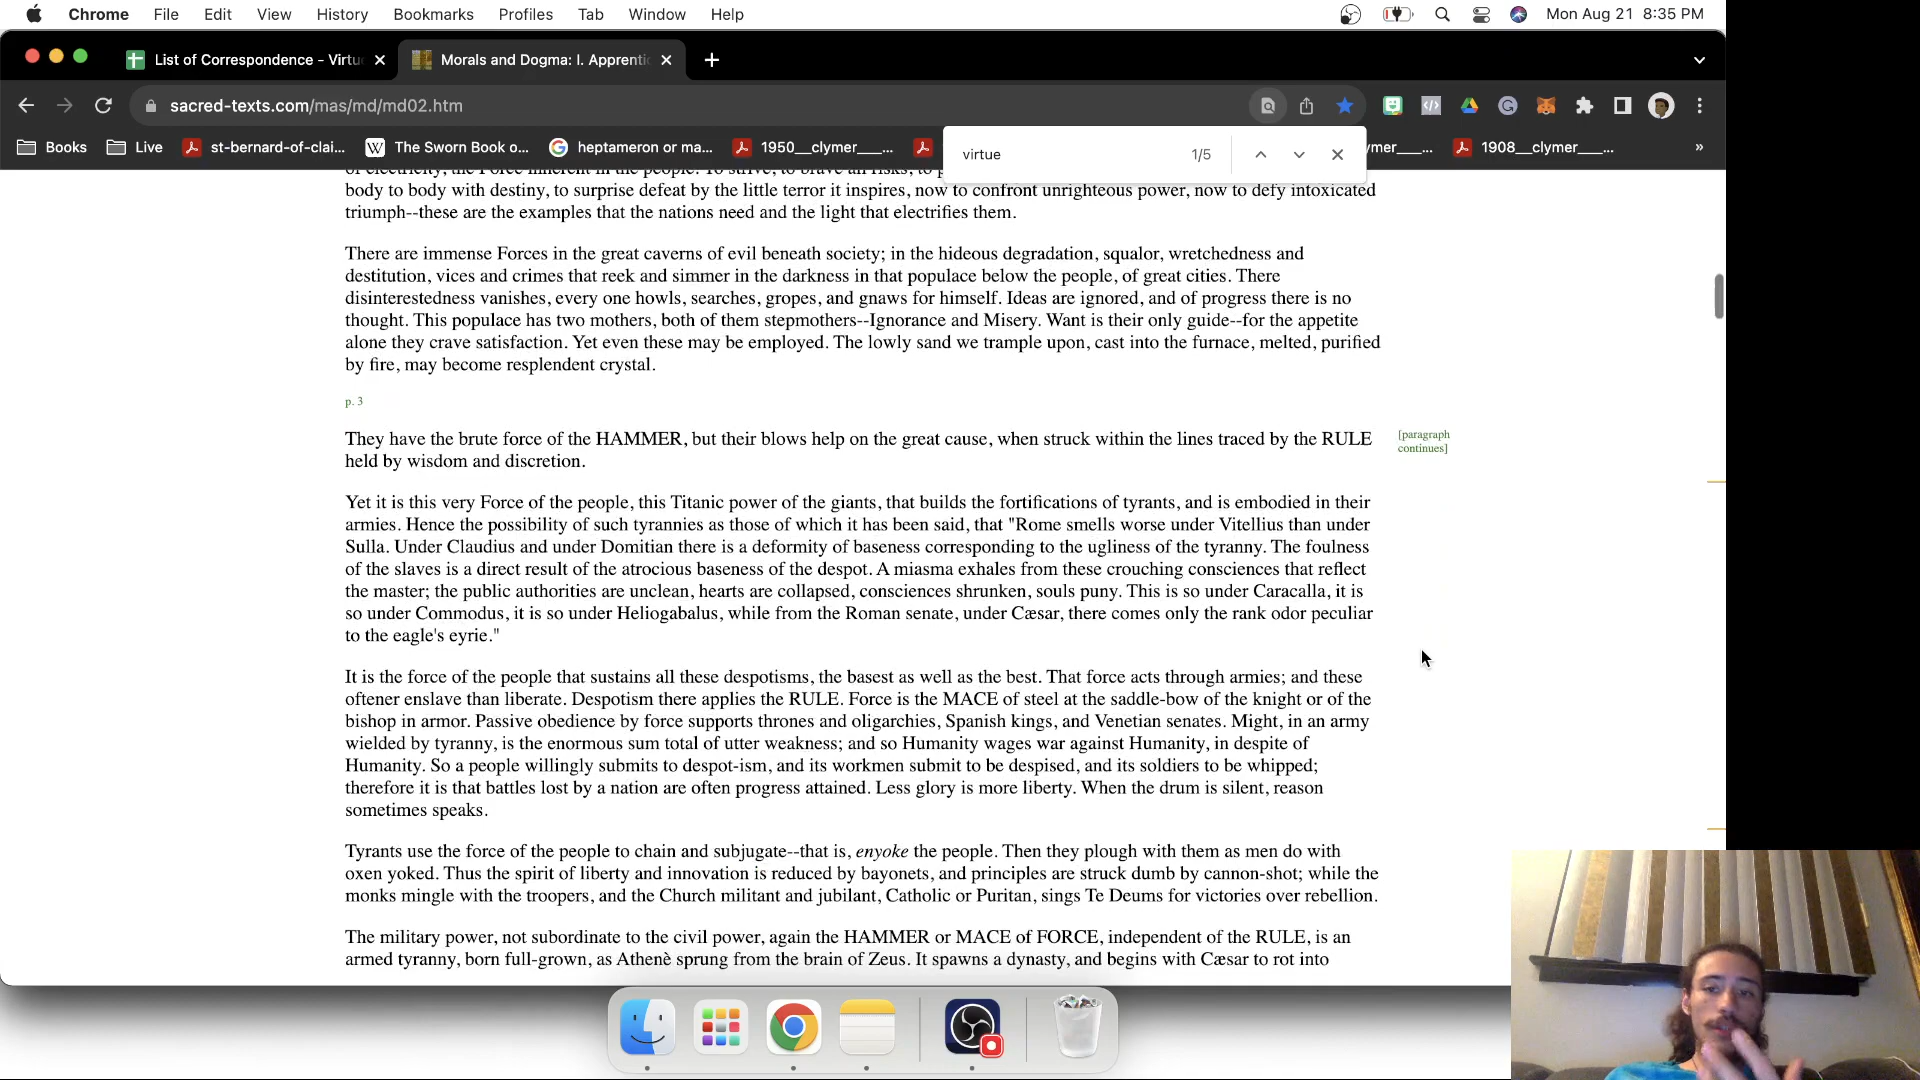 Chrome File Edit View History Bookmarks Profiles Tab Window Help Mon Aug 21 8:35 PM
List of Correspondence - Virtu Morals and Dogma: I. Apprenti
sacred-texts.com/mas/md/md02.htm
Books Live st-bernard-of-clai... The Sworn Book o... heptameron or ma... 1950__clymer__... ymer__... 1908__clymer__... »
virtue 1/5
of electricity, the Force inherent in the people. To strive, to brave all risks, to
body to body with destiny, to surprise defeat by the little terror it inspires, now to confront unrighteous power, now to defy intoxicated
triumph--these are the examples that the nations need and the light that electrifies them.
There are immense Forces in the great caverns of evil beneath society; in the hideous degradation, squalor, wretchedness and
destitution, vices and crimes that reek and simmer in the darkness in that populace below the people, of great cities. There
disinterestedness vanishes, every one howls, searches, gropes, and gnaws for himself. Ideas are ignored, and of progress there is no
thought. This populace has two mothers, both of them stepmothers--Ignorance and Misery. Want is their only guide--for the appetite
alone they crave satisfaction. Yet even these may be employed. The lowly sand we trample upon, cast into the furnace, melted, purified
by fire, may become resplendent crystal.
p. 3
They have the brute force of the HAMMER, but their blows help on the great cause, when struck within the lines traced by the RULE
held by wisdom and discretion.
[paragraph
continues]
Yet it is this very Force of the people, this Titanic power of the giants, that builds the fortifications of tyrants, and is embodied in their
armies. Hence the possibility of such tyrannies as those of which it has been said, that "Rome smells worse under Vitellius than under
Sulla. Under Claudius and under Domitian there is a deformity of baseness corresponding to the ugliness of the tyranny. The foulness
of the slaves is a direct result of the atrocious baseness of the despot. A miasma exhales from these crouching consciences that reflect
the master; the public authorities are unclean, hearts are collapsed, consciences shrunken, souls puny. This is so under Caracalla, it is
so under Commodus, it is so under Heliogabalus, while from the Roman senate, under Cæsar, there comes only the rank odor peculiar
to the eagle's eyrie."
It is the force of the people that sustains all these despotisms, the basest as well as the best. That force acts through armies; and these
oftener enslave than liberate. Despotism there applies the RULE. Force is the MACE of steel at the saddle-bow of the knight or of the
bishop in armor. Passive obedience by force supports thrones and oligarchies, Spanish kings, and Venetian senates. Might, in an army
wielded by tyranny, is the enormous sum total of utter weakness; and so Humanity wages war against Humanity, in despite of
Humanity. So a people willingly submits to despot-ism, and its workmen submit to be despised, and its soldiers to be whipped;
therefore it is that battles lost by a nation are often progress attained. Less glory is more liberty. When the drum is silent, reason
sometimes speaks.
Tyrants use the force of the people to chain and subjugate--that is, enyoke the people. Then they plough with them as men do with
oxen yoked. Thus the spirit of liberty and innovation is reduced by bayonets, and principles are struck dumb by cannon-shot; while the
monks mingle with the troopers, and the Church militant and jubilant, Catholic or Puritan, sings Te Deums for victories over rebellion.
The military power, not subordinate to the civil power, again the HAMMER or MACE of FORCE, independent of the RULE, is an
armed tyranny, born full-grown, as Athenè sprung from the brain of Zeus. It spawns a dynasty, and begins with Cæsar to rot into